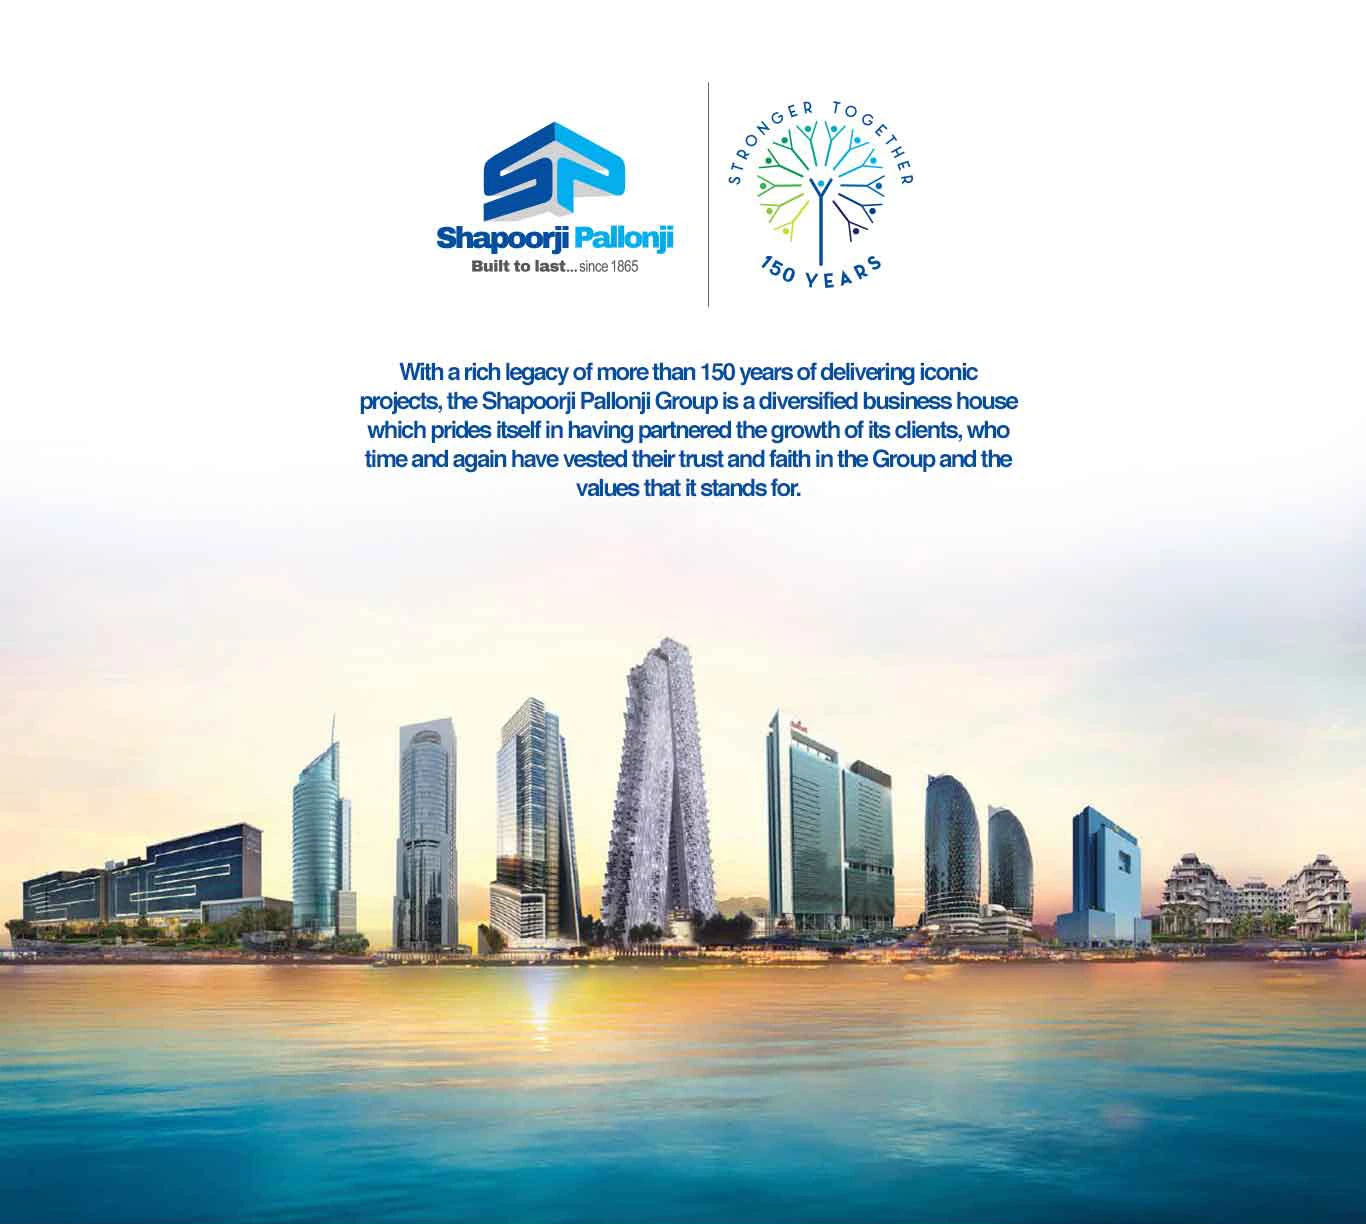 STRONGER TOGETHER
Shapoorji Pallonji
Built to last...since 1865
150 YEARS
With a rich legacy of more than 150 years of delivering iconic
projects, the Shapoorji Pallonji Group is a diversified business house
which prides itself in having partnered the growth of its clients, who
time and again have vested their trust and faith in the Group and the
values that it stands for.